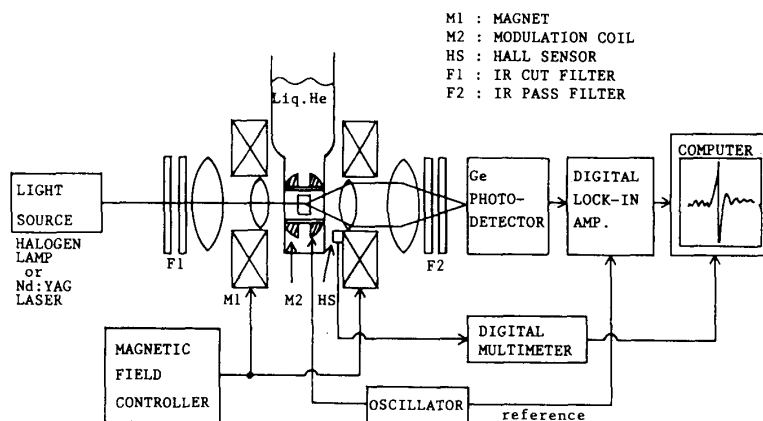 M1 : MAGNET
M2 : MODULATION COIL
HS : HALL SENSOR
F1 : IR CUT FILTER
F2 : IR PASS FILTER
Liq.He
LIGHT
SOURCE
HALOGEN
LAMP
or
Nd:YAG
LASER
F1
M1
M2
HS
F2
Ge
PHOTO-
DETECTOR
DIGITAL
LOCK-IN
AMP.
COMPUTER
MAGNETIC
FIELD
CONTROLLER
DIGITAL
MULTIMETER
OSCILLATOR
reference